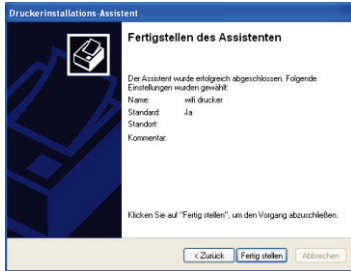 Druckerinstallations-Assistent
Fertigstellen des Assistenten
Der Assistent wurde erfolgreich abgeschlossen. Folgende
Einstellungen wurden gewählt:
Name: wifi drucker
Standard: Ja
Standort:
Kommentar:
Klicken Sie auf "Fertig stellen", um den Vorgang abzuschließen.
< Zurück Fertig stellen Abbrechen